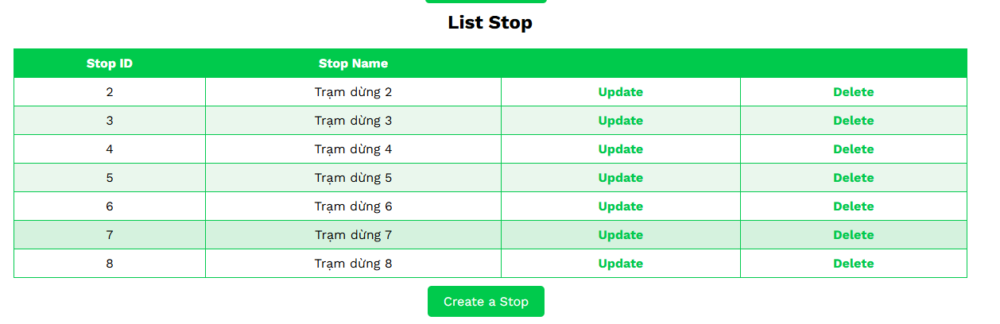 List Stop
Stop ID Stop Name
2 Trạm dừng 2 Update Delete
3 Trạm dừng 3 Update Delete
4 Trạm dừng 4 Update Delete
5 Trạm dừng 5 Update Delete
6 Trạm dừng 6 Update Delete
7 Trạm dừng 7 Update Delete
8 Trạm dừng 8 Update Delete
Create a Stop